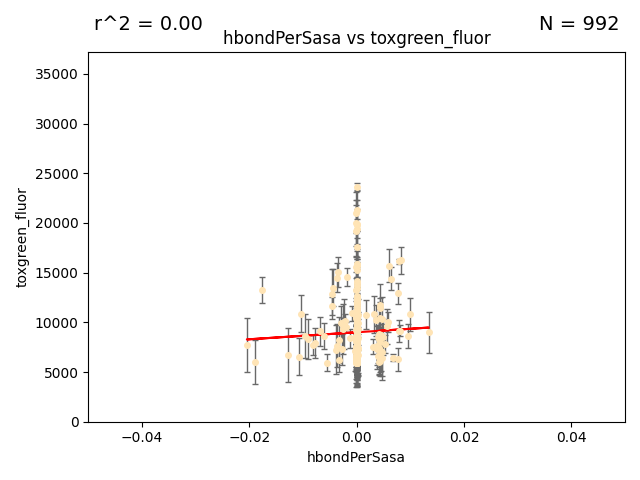 r^2 = 0.00
N = 992
hbondPerSasa vs toxgreen_fluor
35000
30000
25000
20000
15000
10000
5000
0
toxgreen_fluor
−0.04
−0.02
0.00
0.02
0.04
hbondPerSasa